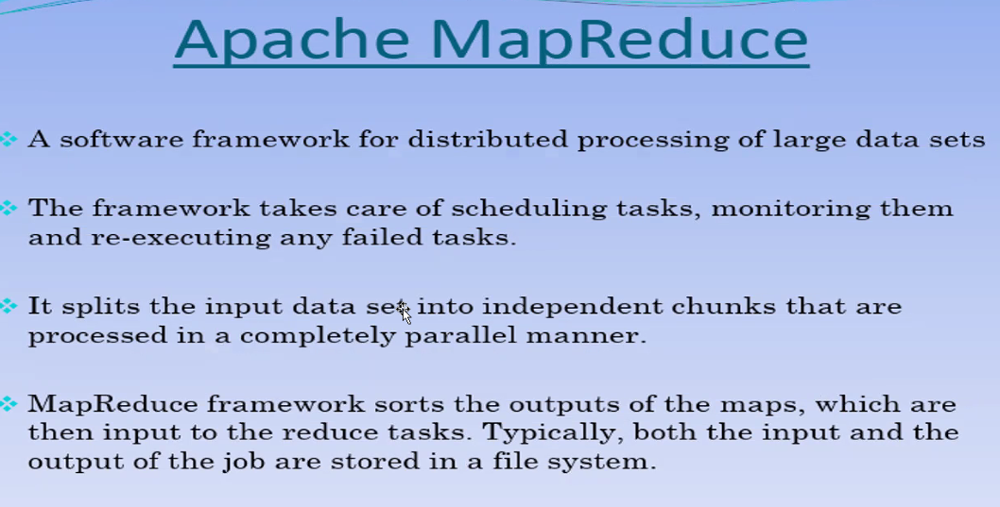 Apache MapReduce
A software framework for distributed processing of large data sets
The framework takes care of scheduling tasks, monitoring them
and re-executing any failed tasks.
It splits the input data set into independent chunks that are
processed in a completely parallel manner.
MapReduce framework sorts the outputs of the maps, which are
then input to the reduce tasks. Typically, both the input and the
output of the job are stored in a file system.